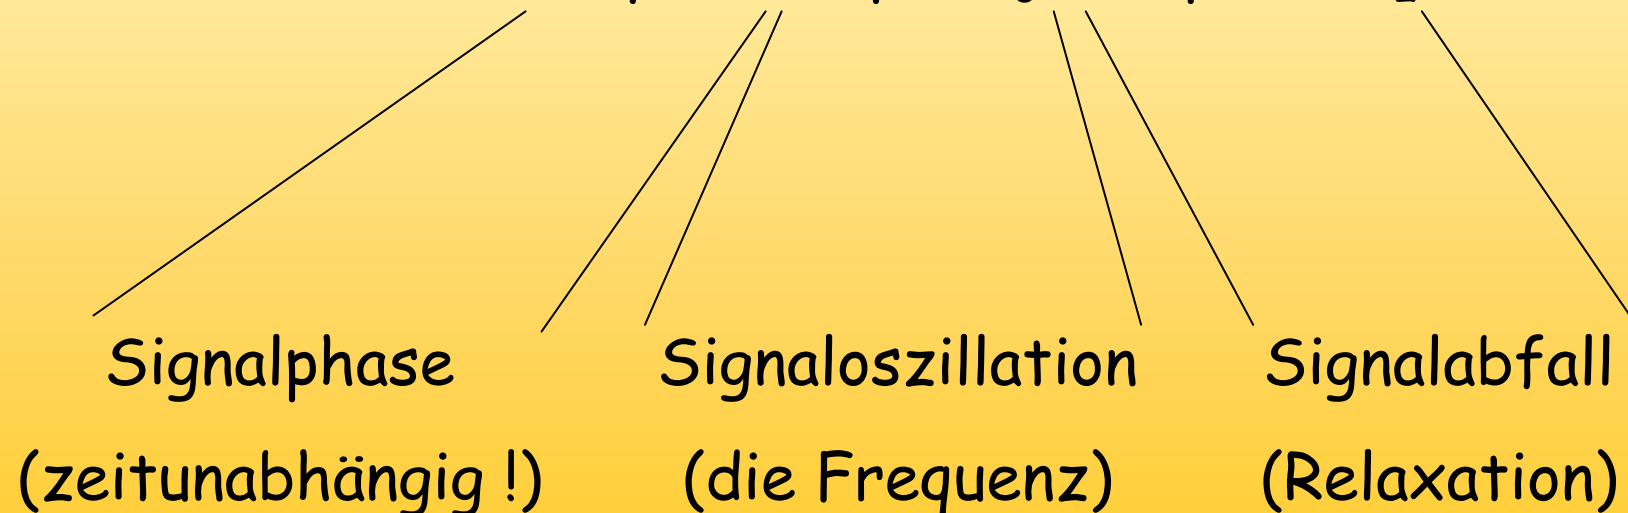 Signalphase Signaloszillation Signalabfall
(zeitunabhängig !) (die Frequenz) (Relaxation)